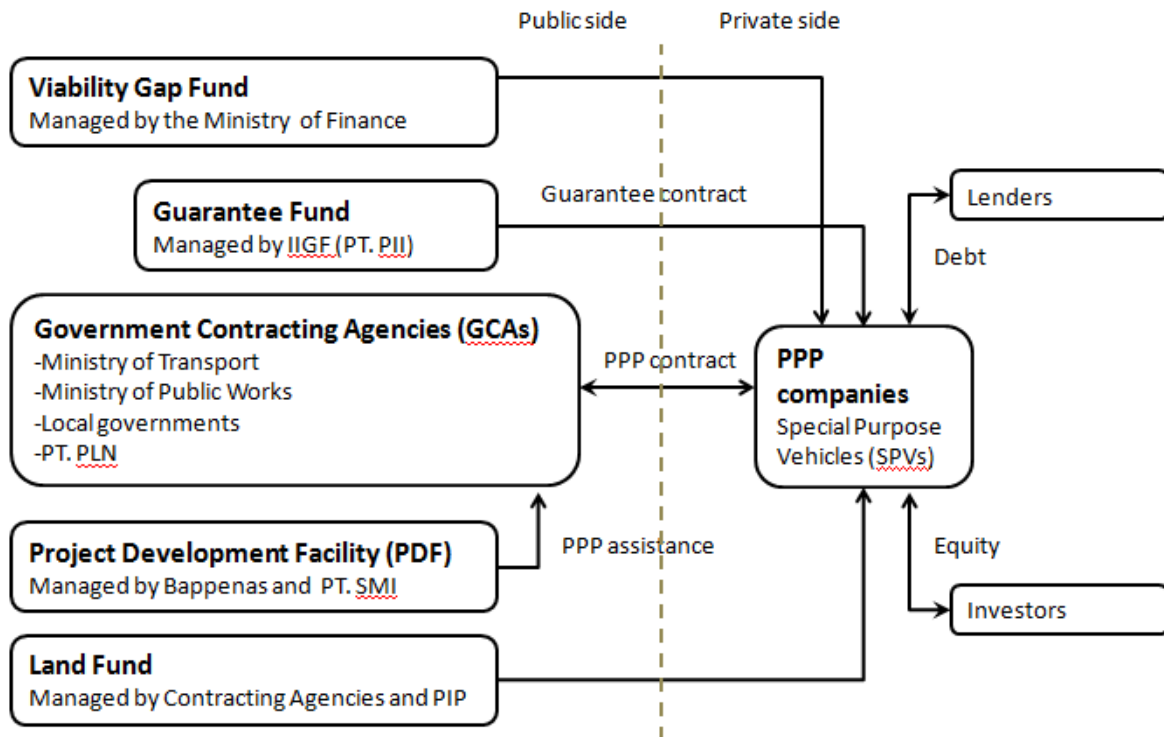 Public side
Private side
Viability Gap Fund
Managed by the Ministry of Finance
Guarantee Fund
Managed by IIGF (PT. PII)
Guarantee contract
Lenders
Debt
Government Contracting Agencies (GCAs)
-Ministry of Transport
-Ministry of Public Works
-Local governments
-PT. PLN
PPP contract
PPP
companies
Special Purpose
Vehicles (SPVs)
Project Development Facility (PDF)
Managed by Bappenas and PT. SMI
PPP assistance
Equity
Investors
Land Fund
Managed by Contracting Agencies and PIP